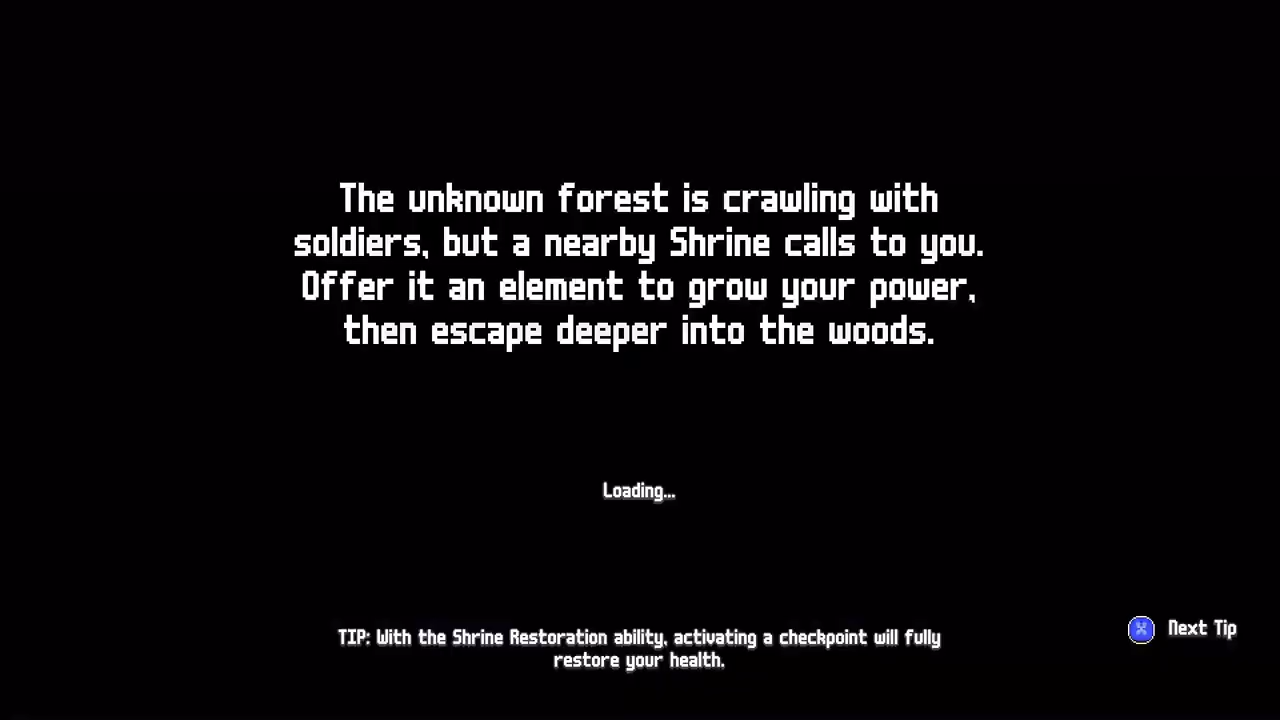 The unknown forest is crawling with
soldiers, but a nearby Shrine calls to you.
Offer it an element to grow your power,
then escape deeper into the woods.
Loading...
TIP: With the Shrine Restoration ability, activating a checkpoint will fully
restore your health.
X Next Tip